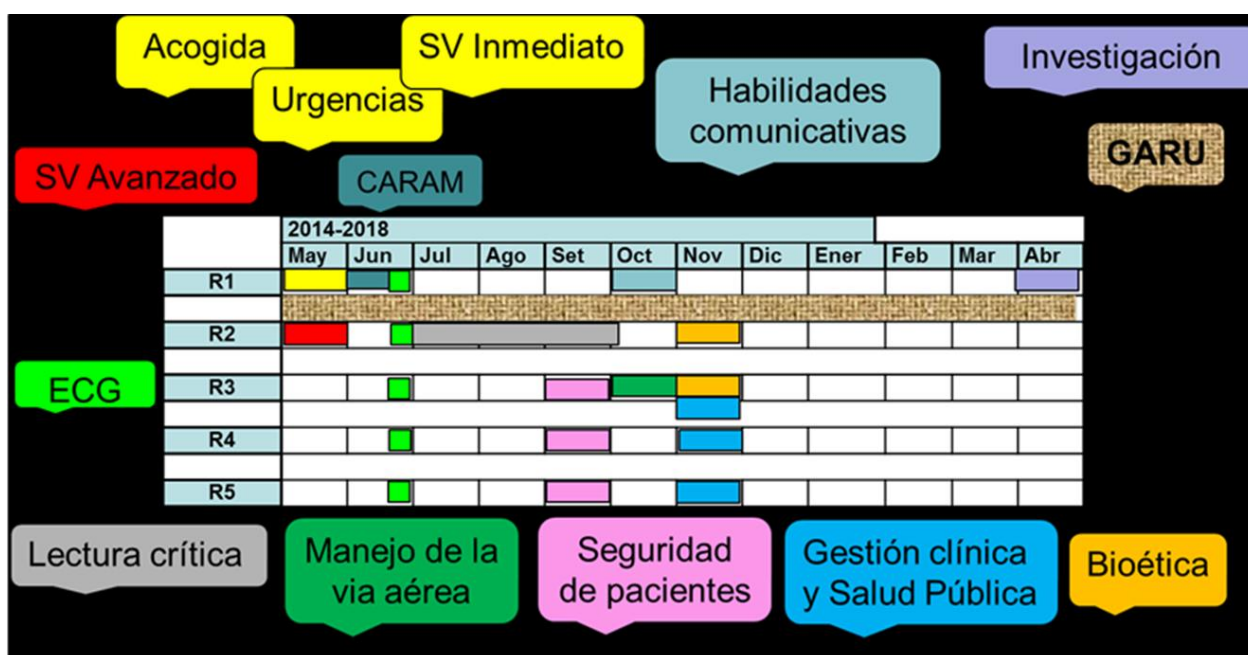 Acogida
SV Inmediato
Investigación
Urgencias
Habilidades
comunicativas
GARU
SV Avanzado
CARAM
2014-2018
May Jun Jul Ago Set Oct Nov Dic Ener Feb Mar Abr
R1
R2
ECG
R3
R4
R5
Lectura crítica
Manejo de la
via aérea
Seguridad
de pacientes
Gestión clínica
y Salud Pública
Bioética